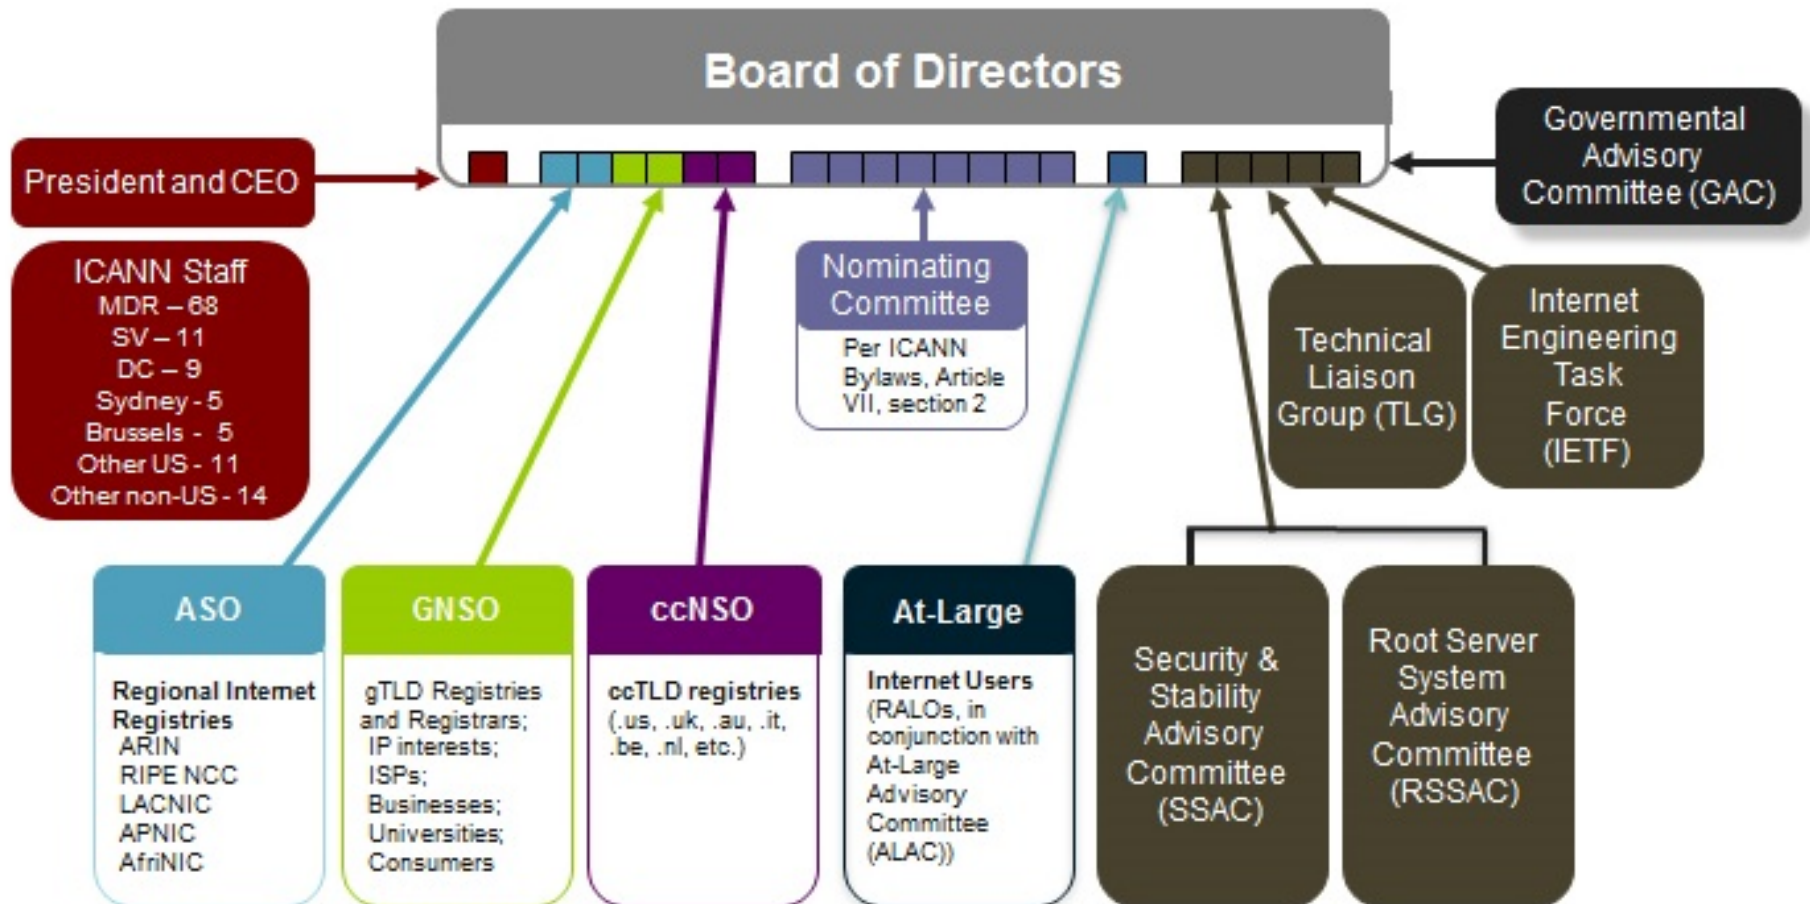 Board of Directors
President and CEO
ICANN Staff
MDR – 68
SV – 11
DC – 9
Sydney - 5
Brussels - 5
Other US - 11
Other non-US - 14
Governmental
Advisory
Committee (GAC)
Nominating
Committee
Per ICANN
Bylaws, Article
VII, section 2
Technical
Liaison
Group (TLG)
Internet
Engineering
Task
Force
(IETF)
ASO
Regional Internet
Registries
ARIN
RIPE NCC
LACNIC
APNIC
AfriNIC
GNSO
gTLD Registries
and Registrars;
IP interests;
ISPs;
Businesses;
Universities;
Consumers
ccNSO
ccTLD registries
(.us, .uk, .au, .it,
.be, .nl, etc.)
At-Large
Internet Users
(RALOs, in
conjunction with
At-Large
Advisory
Committee
(ALAC))
Security &
Stability
Advisory
Committee
(SSAC)
Root Server
System
Advisory
Committee
(RSSAC)